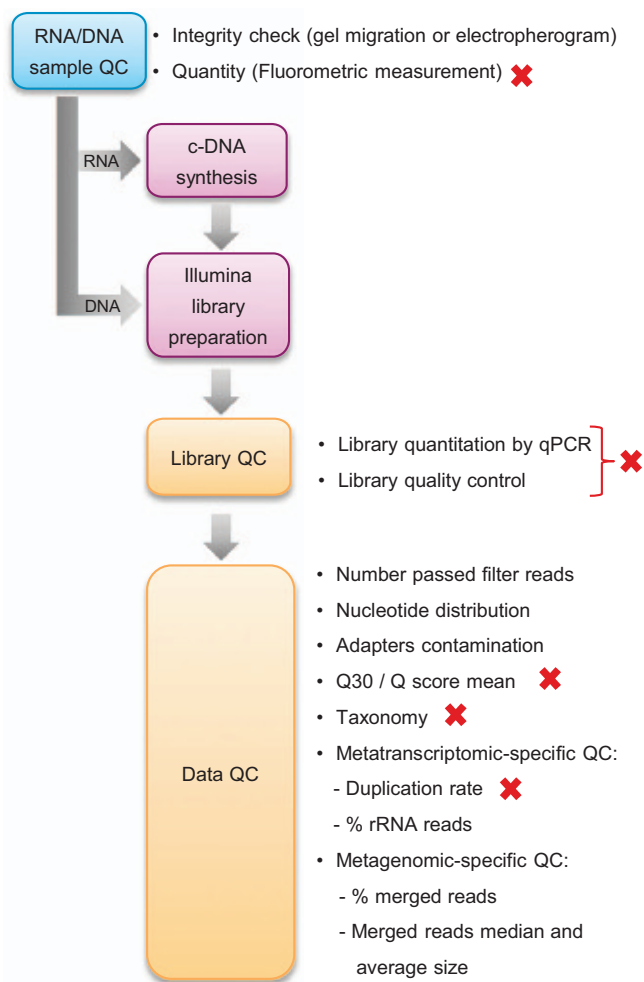 RNA/DNA
sample QC
• Integrity check (gel migration or electropherogram)
• Quantity (Fluorometric measurement)
RNA
c-DNA
synthesis
DNA
Illumina
library
preparation
Library QC
• Library quantitation by qPCR
• Library quality control
Data QC
• Number passed filter reads
• Nucleotide distribution
• Adapters contamination
• Q30 / Q score mean
• Taxonomy
• Metatranscriptomic-specific QC:
- Duplication rate
- % rRNA reads
• Metagenomic-specific QC:
- % merged reads
- Merged reads median and
average size